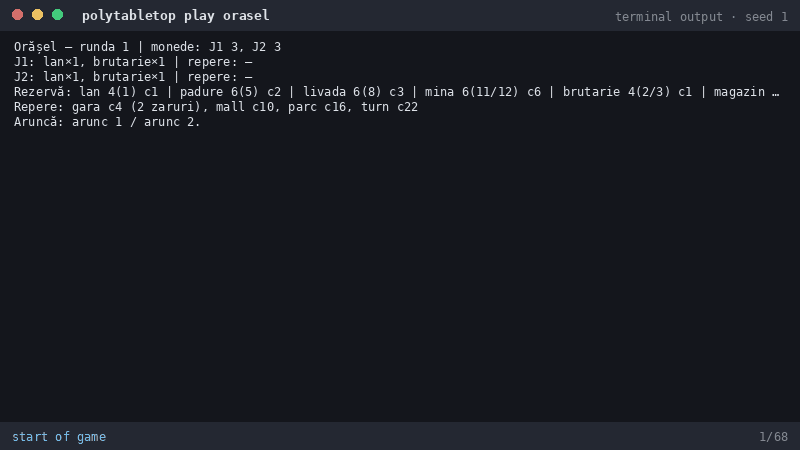 polytabletop play orasel
terminal output · seed 1
Orășel — runda 1 | monede: J1 3, J2 3
J1: lan×1, brutarie×1 | repere: —
J2: lan×1, brutarie×1 | repere: —
Rezervă: lan 4(1) c1 | padure 6(5) c2 | livada 6(8) c3 | mina 6(11/12) c6 | brutarie 4(2/3) c1 | magazin …
Repere: gara c4 (2 zaruri), mall c10, parc c16, turn c22
Aruncă: arunc 1 / arunc 2.
start of game
1/68